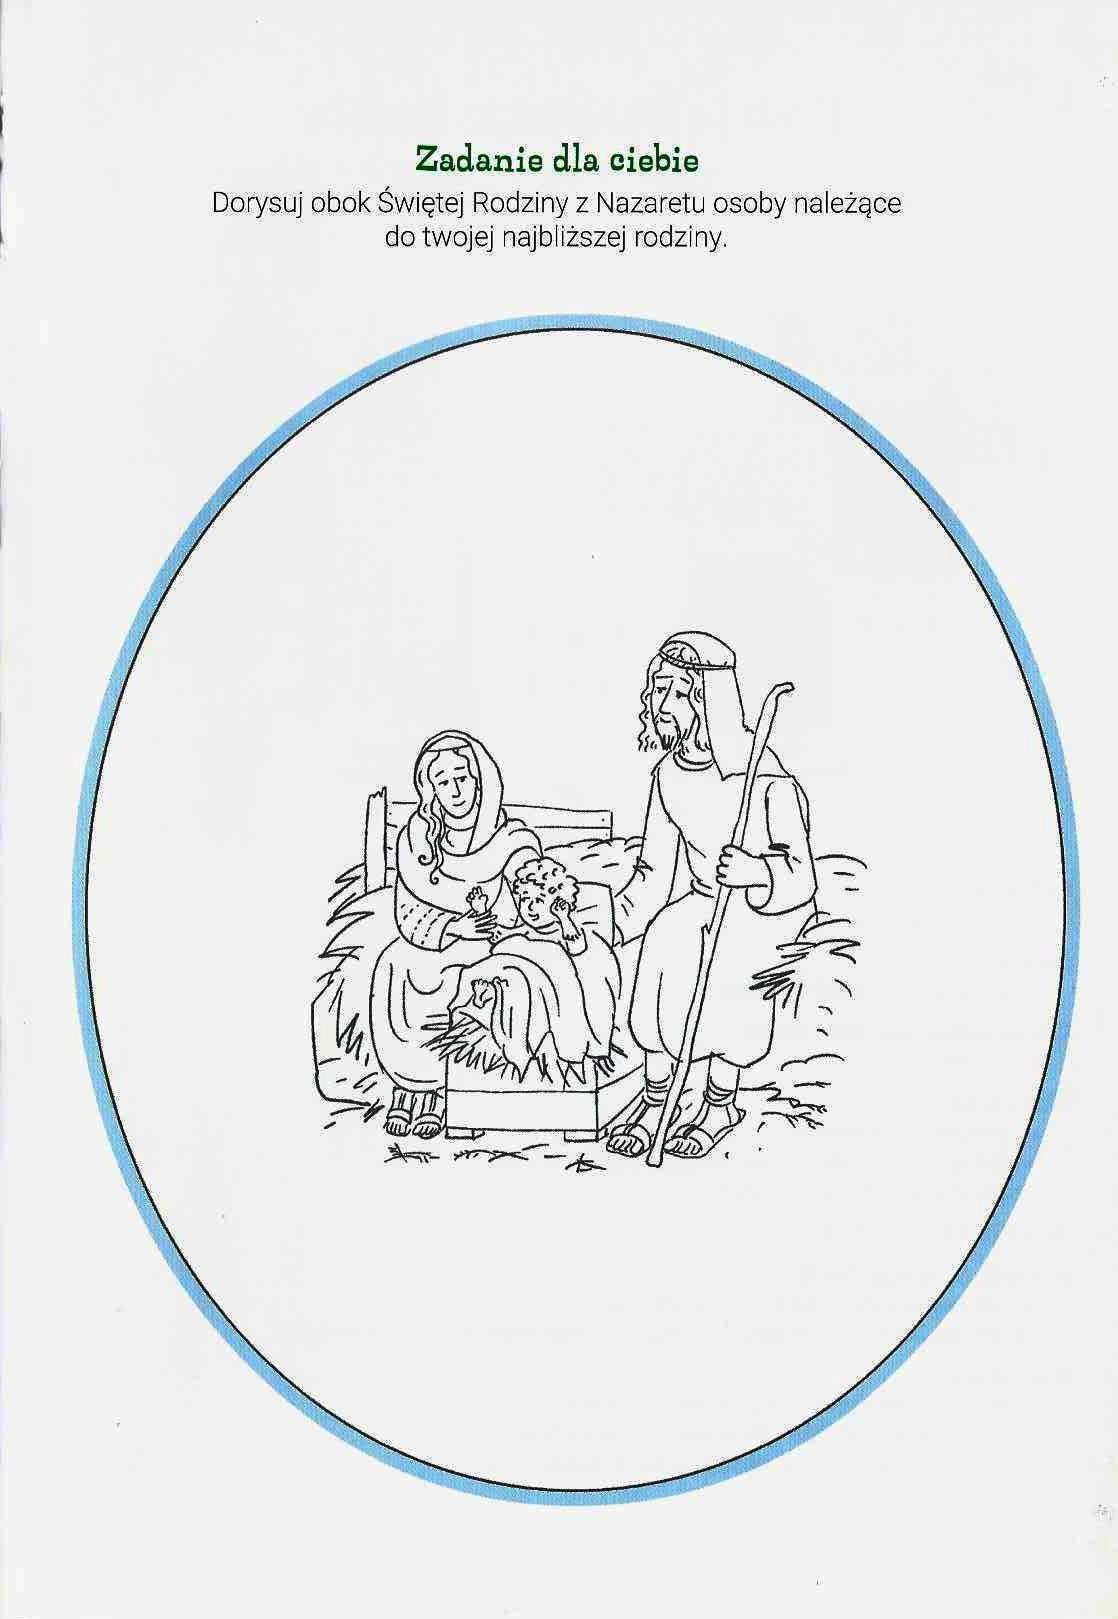 Zadanie dla ciebie
Dorysuj obok Świętej Rodziny z Nazaretu osoby należące
do twojej najbliższej rodziny.